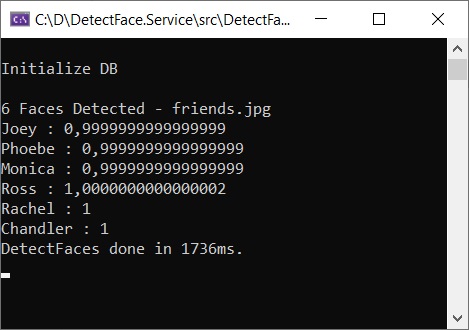 C:\D\DetectFace.Service\src\DetectFa...
Initialize DB
6 Faces Detected - friends.jpg
Joey : 0,9999999999999999
Phoebe : 0,9999999999999999
Monica : 0,9999999999999999
Ross : 1,0000000000000002
Rachel : 1
Chandler : 1
DetectFaces done in 1736ms.